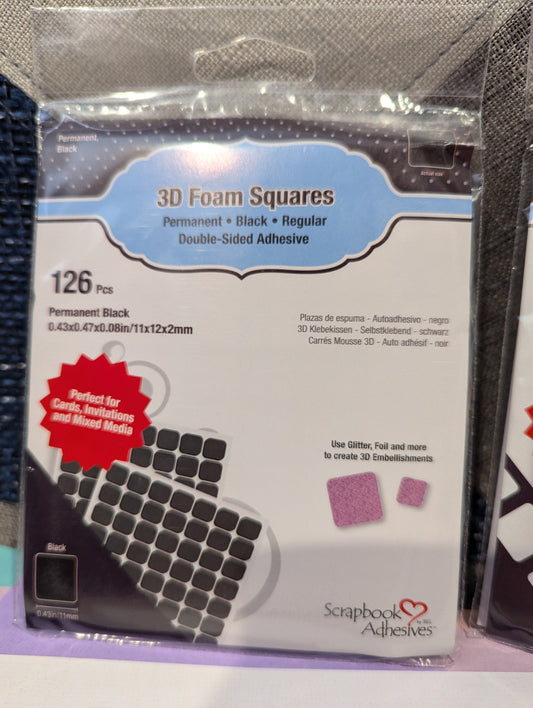 Permanent,
Black
Actual size
3D Foam Squares
Permanent • Black • Regular
Double-Sided Adhesive
126 Pcs
Permanent Black
0.43x0.47x0.08in/11x12x2mm
Plazas de espuma - Autoadhesivo - negro
3D Klebekissen - Selbstklebend - schwarz
Carrés Mousse 3D - Auto adhésif - noir
Perfect for
Cards, Invitations
and Mixed Media
Use Glitter, Foil and more
to create 3D Embellishments
Black
0.43in/11mm
Scrapbook
by 3L
Adhesives™